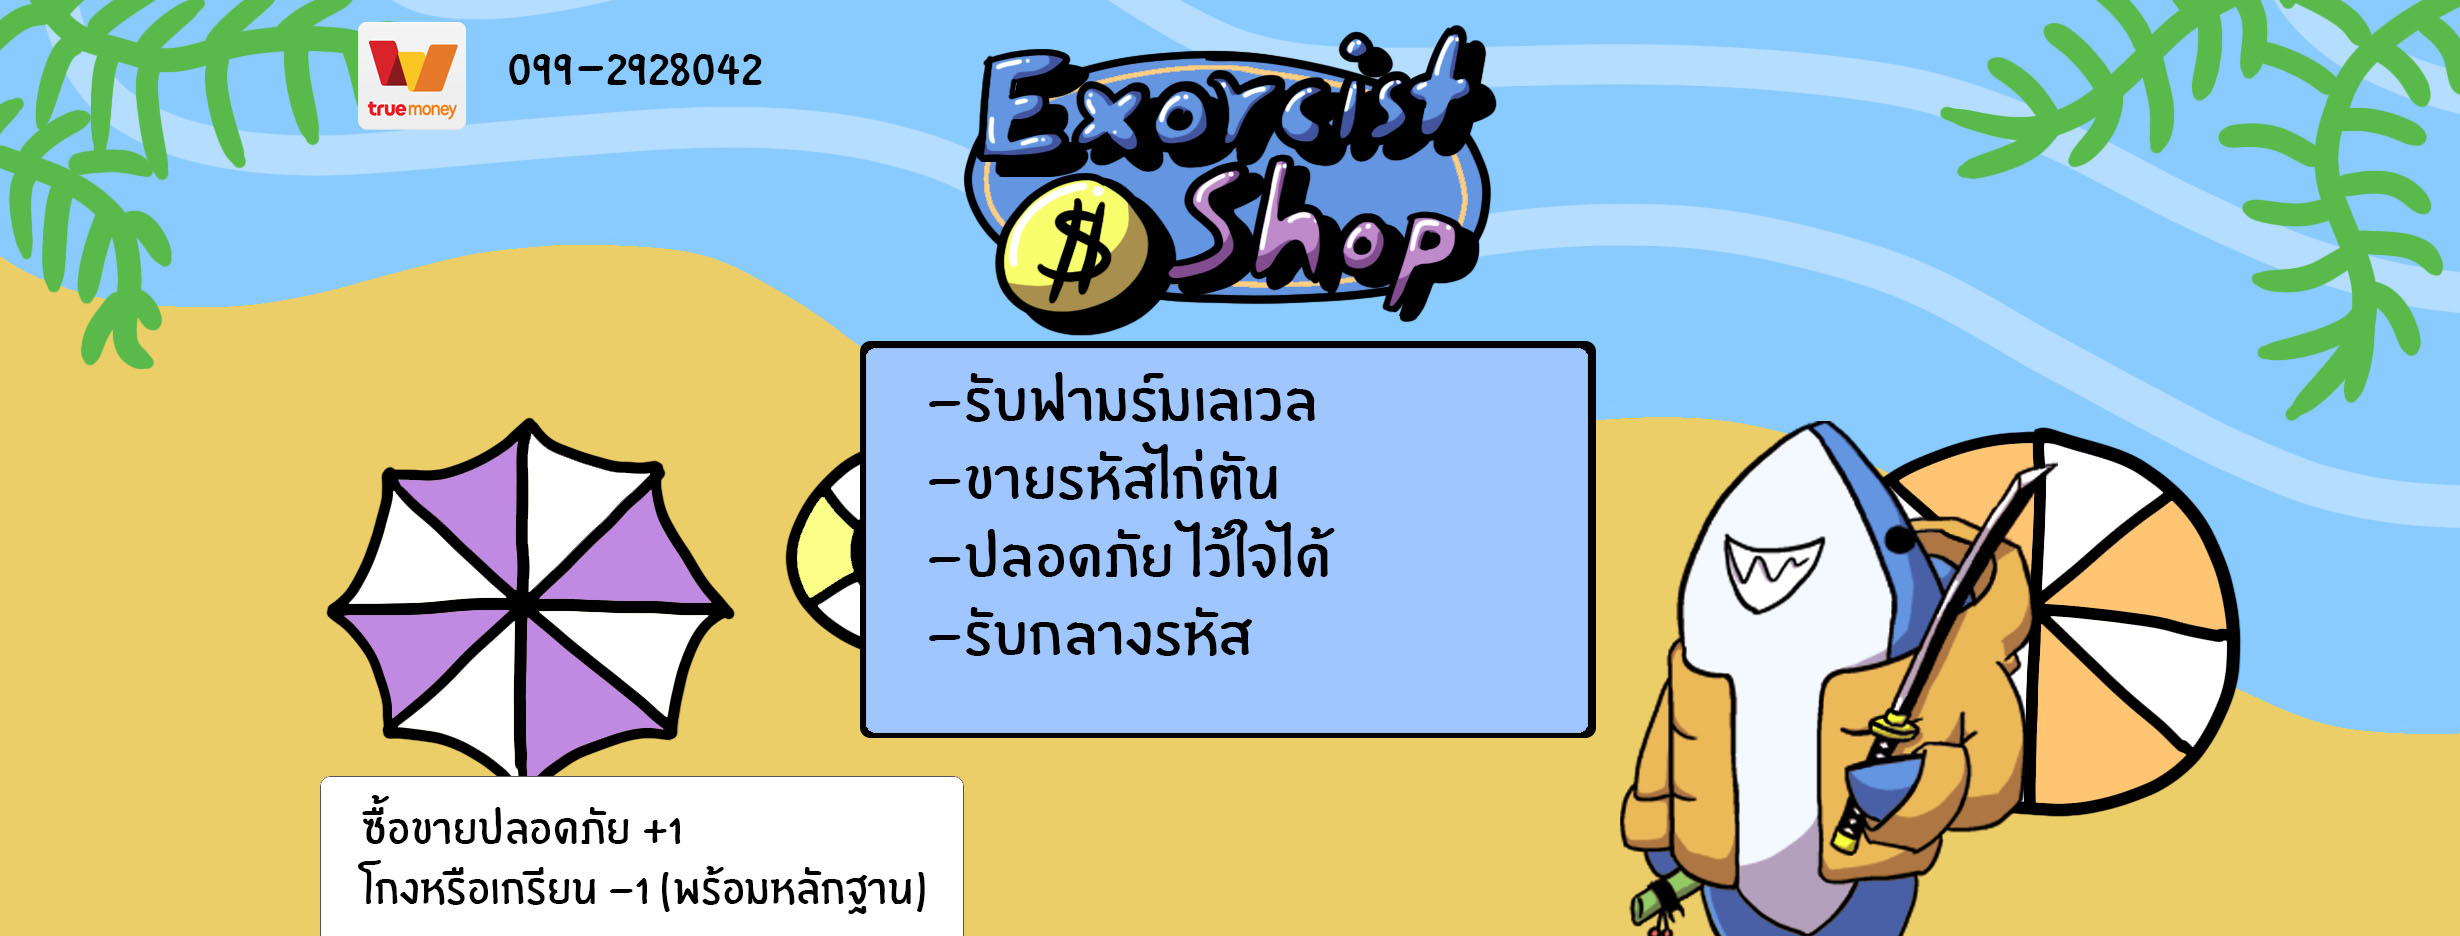 true money
099-2928042
Exorcist
$ Shop
-รับฟามร์มเลเวล
-ขายรหัสไก่ตัน
-ปลอดภัย ไว้ใจได้
-รับกลางรหัส
ซื้อขายปลอดภัย +1
โกงหรือเกรียน -1 (พร้อมหลักฐาน)